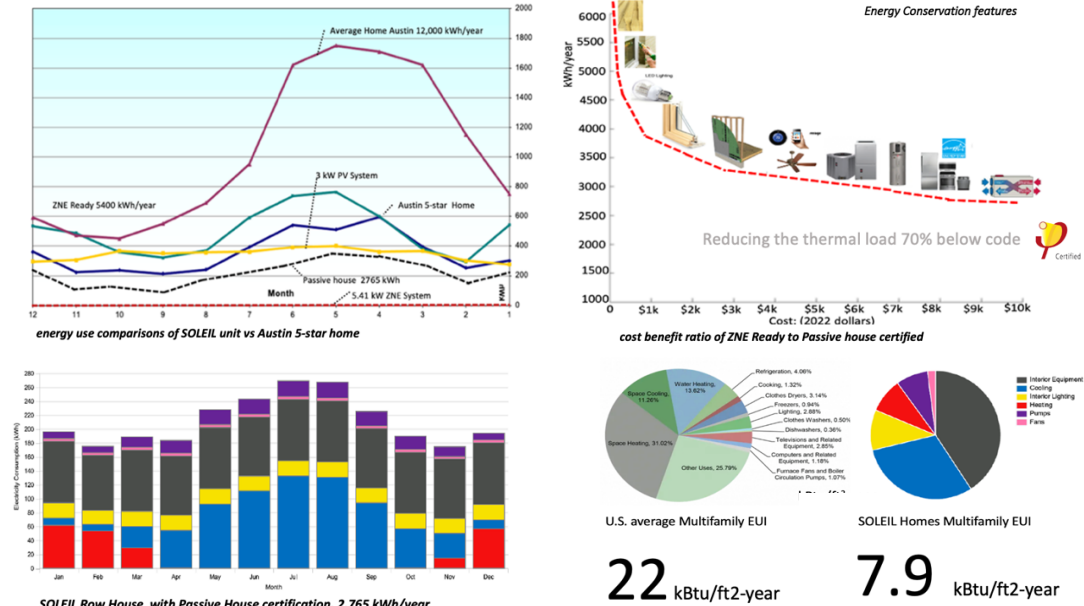 2000
1800
1600
1400
1200
1000
800
600
400
200
0
Average Home Austin 12,000 kWh/year
3 kW PV System
ZNE Ready 5400 kWh/year
Austin 5-star Home
Passive house 2765 kWh
Month
5.41 kW ZNE System
12 11 10 9 8 7 6 5 4 3 2 1
energy use comparisons of SOLEIL unit vs Austin 5-star home
Energy Conservation features
kWh/year
6000
5500
5000
4500
4000
3500
3000
2500
2000
1500
1000
LED Lighting
Reducing the thermal load 70% below code
Certified
0 $1k $2k $3k $4k $5k $6k $7k $8k $9k $10k
Cost: (2022 dollars)
cost benefit ratio of ZNE Ready to Passive house certified
Electricity Consumption (kWh)
280
260
240
220
200
180
160
140
120
100
80
60
40
20
0
Jan Feb Mar Apr May Jun Jul Aug Sep Oct Nov Dec
Month
SOLEIL Row House with Passive House certification 2,765 kWh/year
Water Heating, 13.62%
Space Cooling, 11.26%
Space Heating, 31.02%
Other Uses, 25.79%
Refrigeration, 4.06%
Cooking, 1.32%
Clothes Dryers, 3.14%
Freezers, 0.94%
Lighting, 2.88%
Clothes Washers, 0.50%
Dishwashers, 0.36%
Televisions and Related
Equipment, 2.85%
Computers and Related
Equipment, 1.18%
Furnace Fans and Boiler
Circulation Pumps, 1.07%
Interior Equipment
Cooling
Interior Lighting
Heating
Pumps
Fans
U.S. average Multifamily EUI
SOLEIL Homes Multifamily EUI
22 kBtu/ft2-year
7.9 kBtu/ft2-year